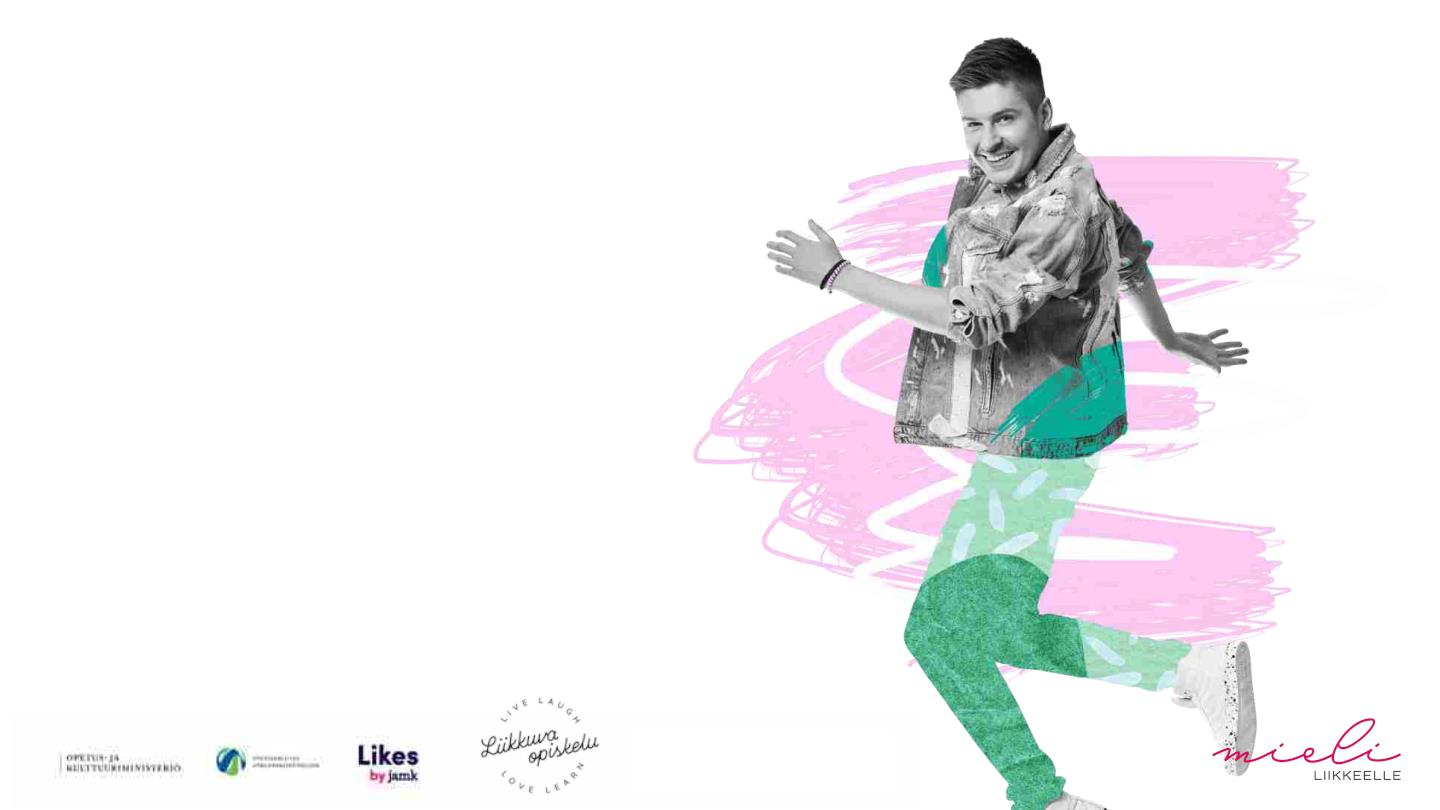 OPETUS- JA
KULTTUURIMINISTERIÖ
Likes
by jamk
LIVE LAUGH
Liikkuva
opiskelu
LOVE LEARN
mieli
LIIKKEELLE